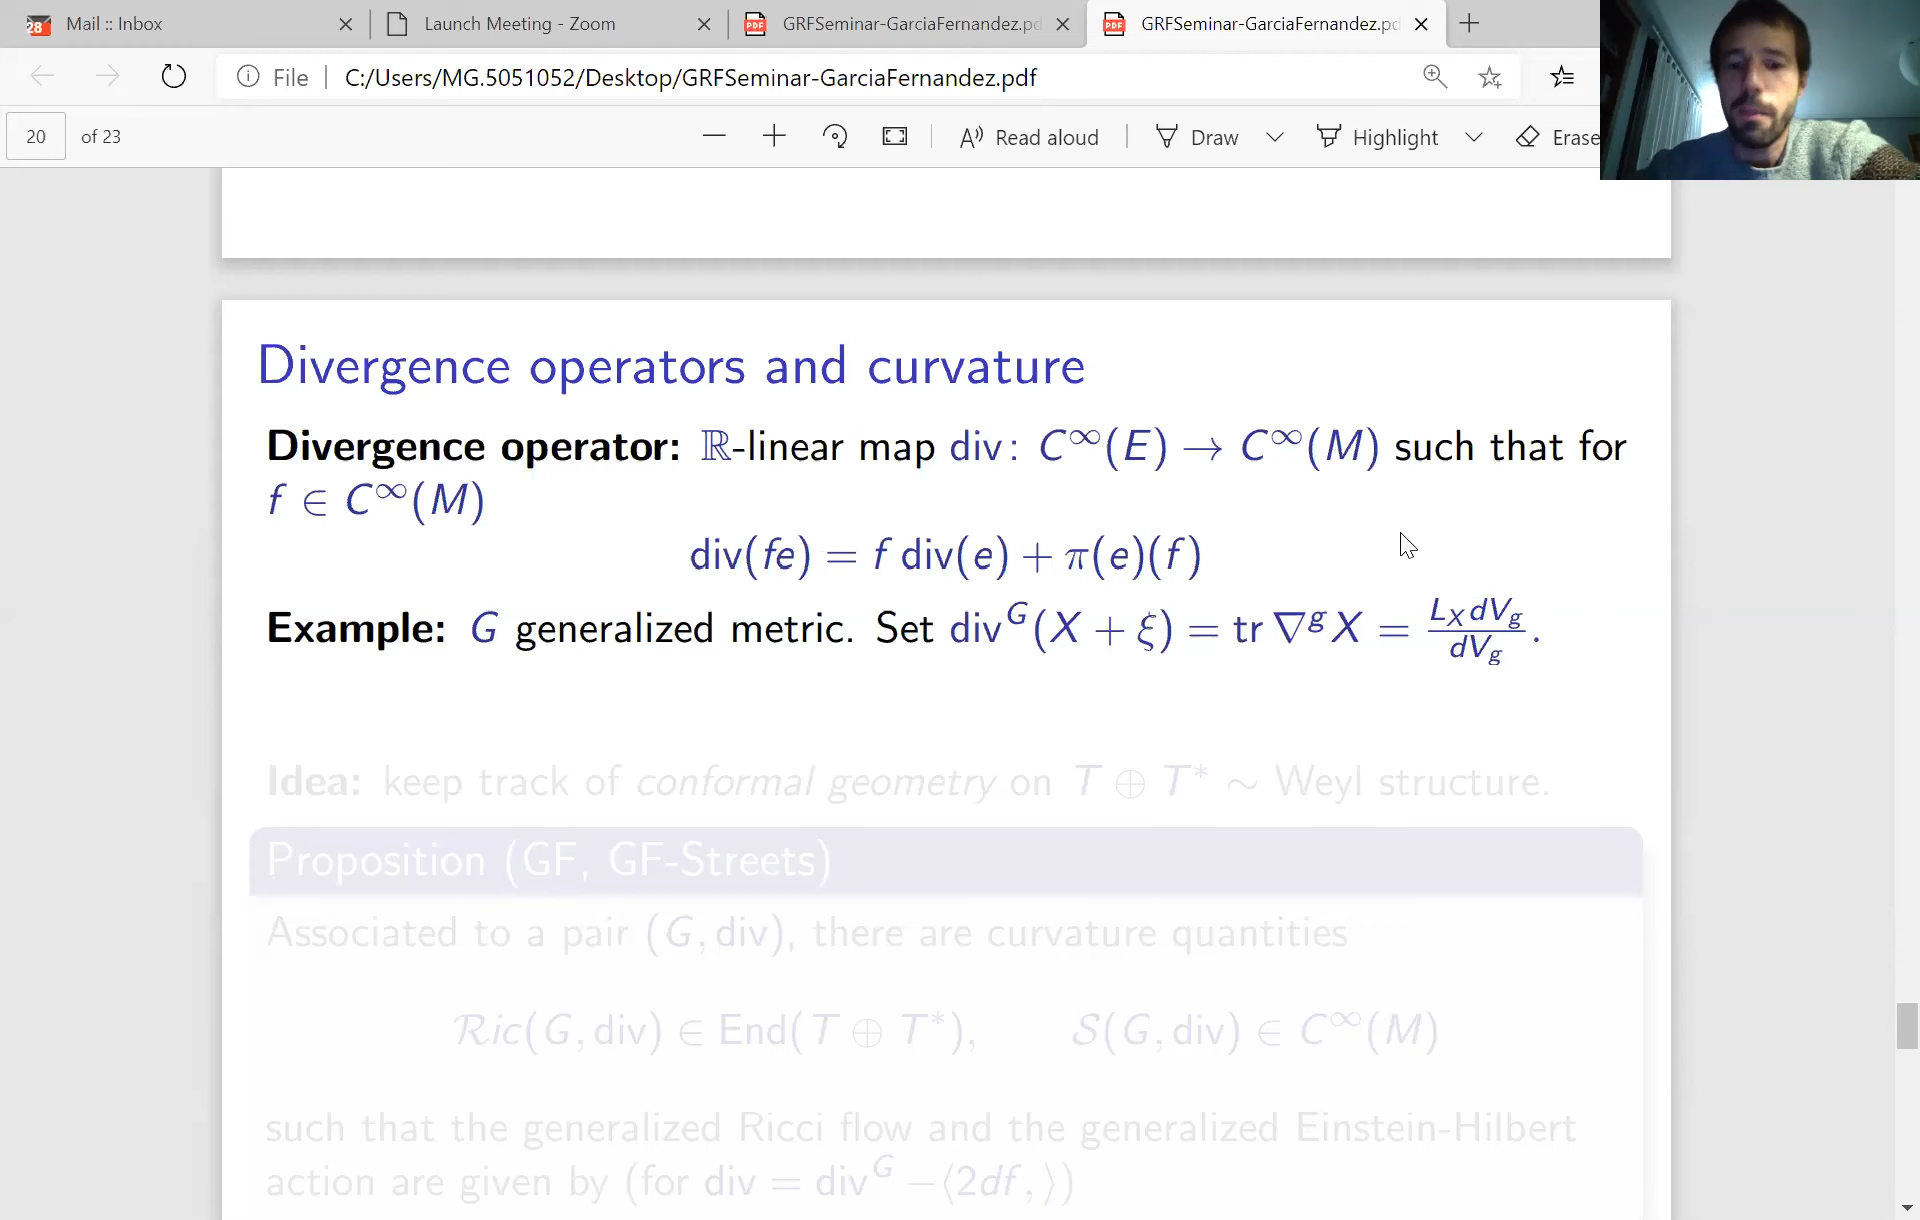 Mail :: Inbox
Launch Meeting - Zoom
GRFSeminar-GarciaFernandez.pd
GRFSeminar-GarciaFernandez.pd
File | C:/Users/MG.5051052/Desktop/GRFSeminar-GarciaFernandez.pdf
20 of 23
Read aloud
Draw
Highlight
Erase
Divergence operators and curvature
Divergence operator: ℝ-linear map div: C^∞(E) → C^∞(M) such that for
f ∈ C^∞(M)
div(fe) = f div(e) + π(e)(f)
Example: G generalized metric. Set div^G(X + ξ) = tr ∇^g X = L_X dV_g / dV_g.
Idea: keep track of conformal geometry on T ⊕ T* ~ Weyl structure.
Proposition (GF, GF-Streets)
Associated to a pair (G, div), there are curvature quantities
Ric(G, div) ∈ End(T ⊕ T*), S(G, div) ∈ C^∞(M)
such that the generalized Ricci flow and the generalized Einstein-Hilbert
action are given by (for div = div^G −⟨2df, ⟩)